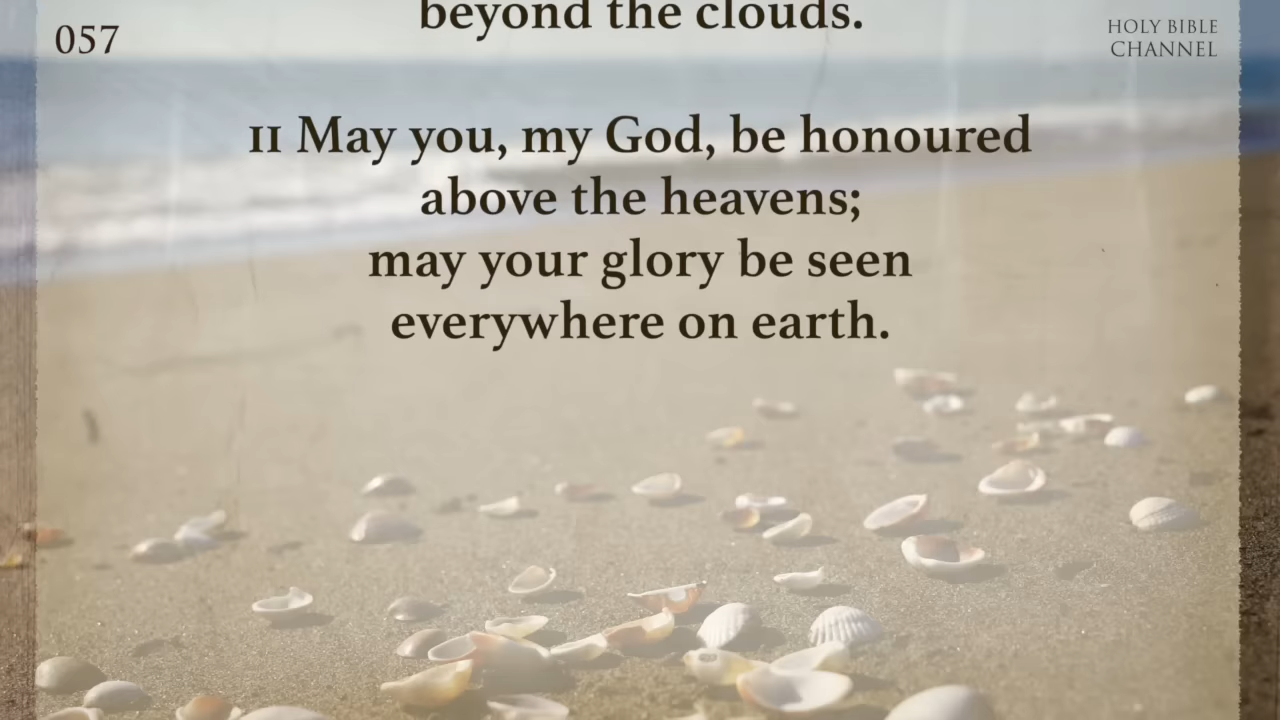 beyond the clouds.
057
HOLY BIBLE
CHANNEL
11 May you, my God, be honoured
above the heavens;
may your glory be seen
everywhere on earth.